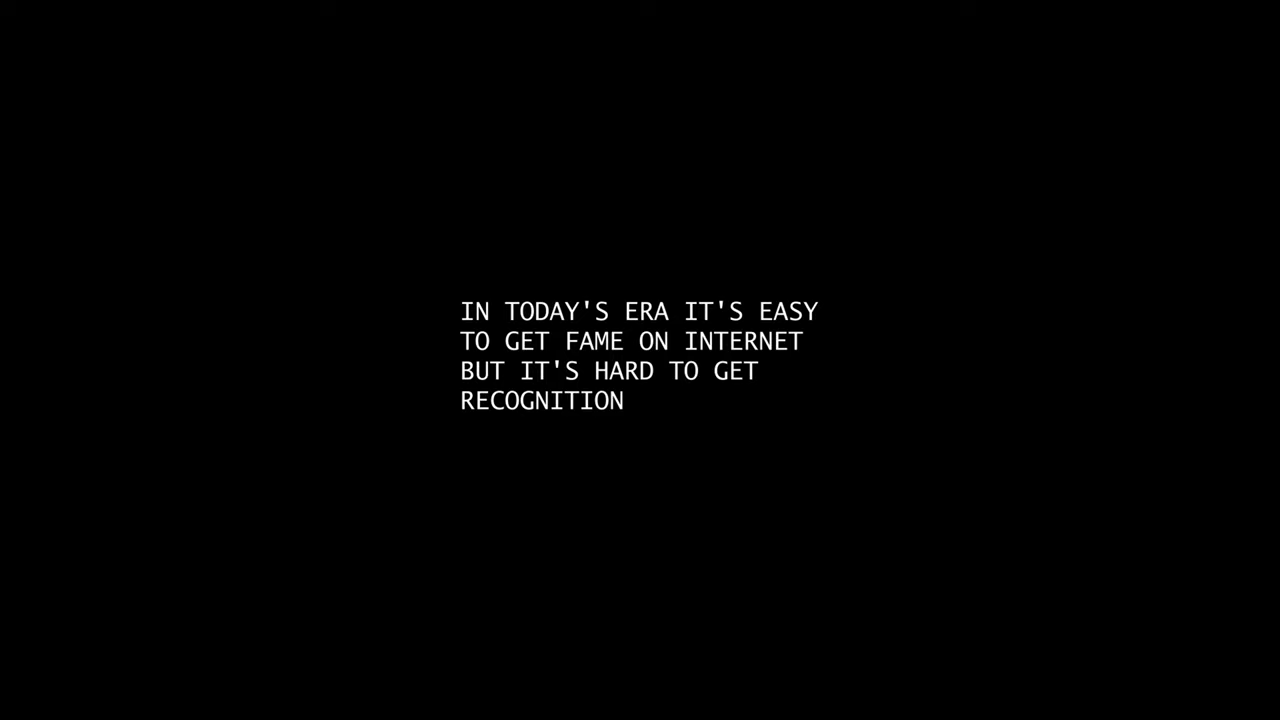 IN TODAY'S ERA IT'S EASY
TO GET FAME ON INTERNET
BUT IT'S HARD TO GET
RECOGNITION